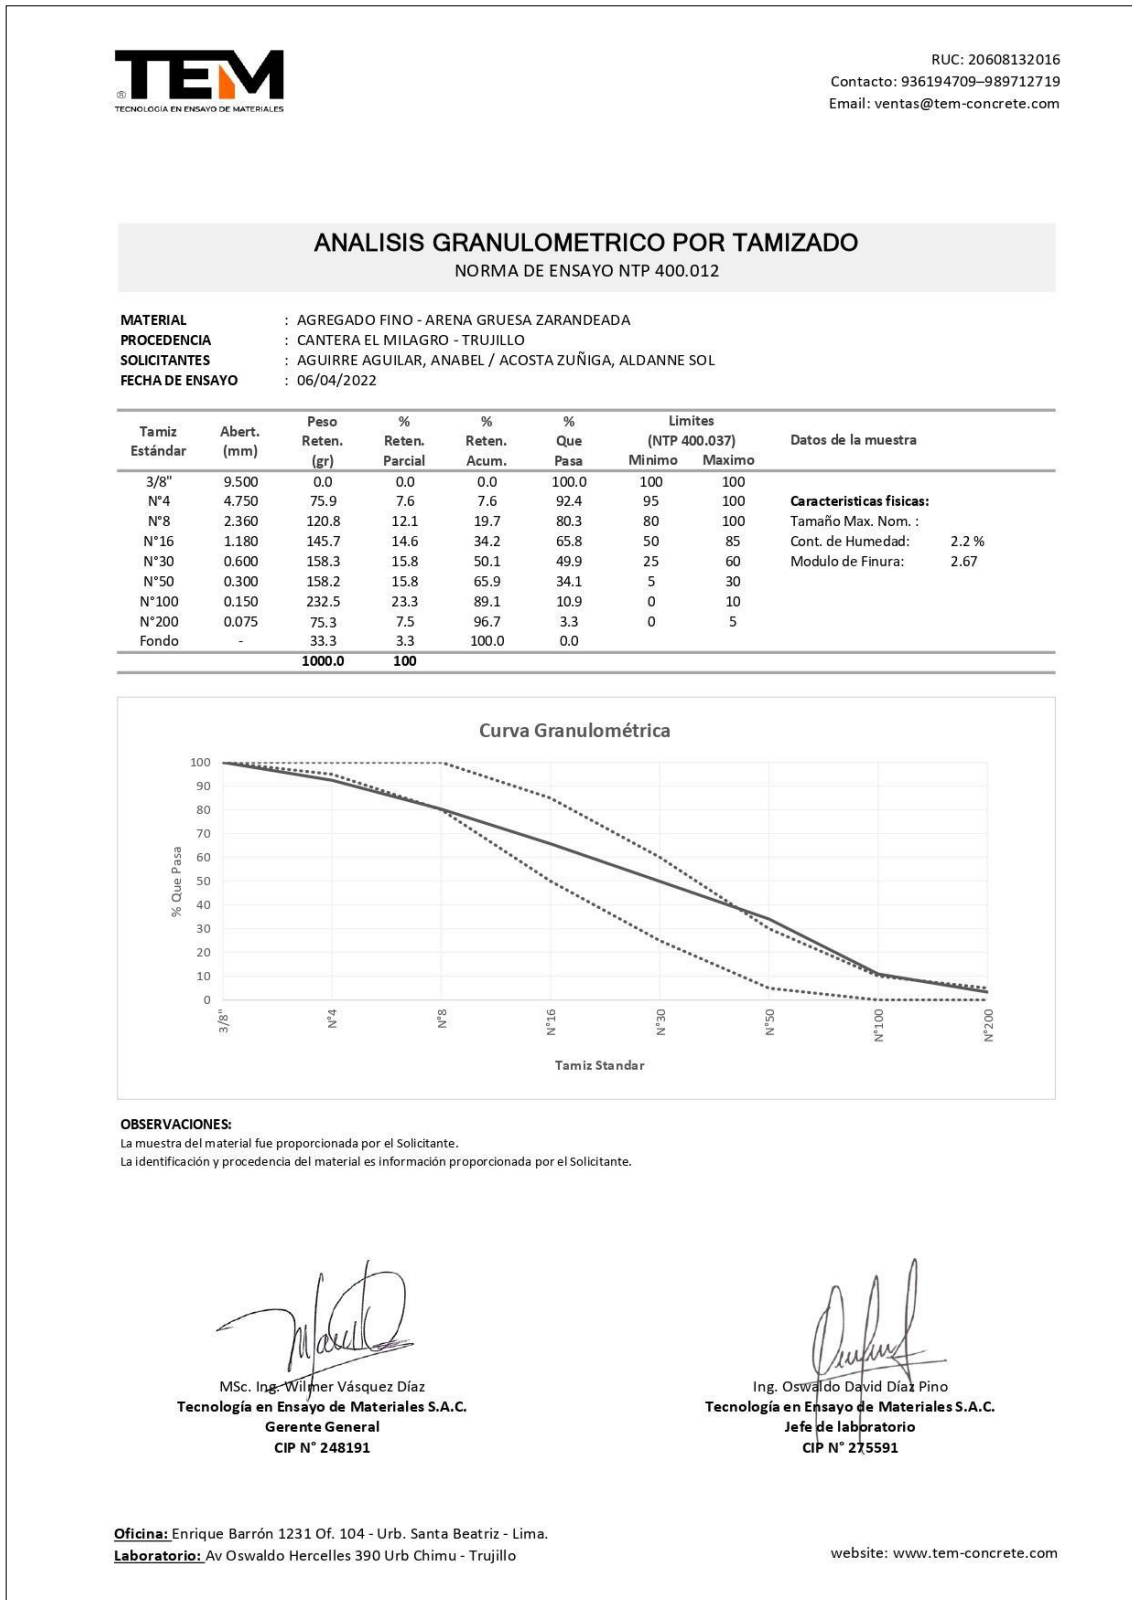 TEM
®
TECNOLOGÍA EN ENSAYO DE MATERIALES
RUC: 20608132016
Contacto: 936194709–989712719
Email: ventas@tem-concrete.com
ANALISIS GRANULOMETRICO POR TAMIZADO
NORMA DE ENSAYO NTP 400.012
MATERIAL : AGREGADO FINO - ARENA GRUESA ZARANDEADA
PROCEDENCIA : CANTERA EL MILAGRO - TRUJILLO
SOLICITANTES : AGUIRRE AGUILAR, ANABEL / ACOSTA ZUÑIGA, ALDANNE SOL
FECHA DE ENSAYO : 06/04/2022
Tamiz Estándar Abert. (mm) Peso Reten. (gr) % Reten. Parcial % Reten. Acum. % Que Pasa Limites (NTP 400.037) Minimo Maximo Datos de la muestra
3/8" 9.500 0.0 0.0 0.0 100.0 100 100
N°4 4.750 75.9 7.6 7.6 92.4 95 100 Caracteristicas fisicas:
N°8 2.360 120.8 12.1 19.7 80.3 80 100 Tamaño Max. Nom. :
N°16 1.180 145.7 14.6 34.2 65.8 50 85 Cont. de Humedad: 2.2 %
N°30 0.600 158.3 15.8 50.1 49.9 25 60 Modulo de Finura: 2.67
N°50 0.300 158.2 15.8 65.9 34.1 5 30
N°100 0.150 232.5 23.3 89.1 10.9 0 10
N°200 0.075 75.3 7.5 96.7 3.3 0 5
Fondo - 33.3 3.3 100.0 0.0
1000.0 100
Curva Granulométrica
% Que Pasa
100
90
80
70
60
50
40
30
20
10
0
3/8" N°4 N°8 N°16 N°30 N°50 N°100 N°200
Tamiz Standar
OBSERVACIONES:
La muestra del material fue proporcionada por el Solicitante.
La identificación y procedencia del material es información proporcionada por el Solicitante.
MSc. Ing. Wilmer Vásquez Díaz
Tecnología en Ensayo de Materiales S.A.C.
Gerente General
CIP N° 248191
Ing. Oswaldo David Díaz Pino
Tecnología en Ensayo de Materiales S.A.C.
Jefe de laboratorio
CIP N° 275591
Oficina: Enrique Barrón 1231 Of. 104 - Urb. Santa Beatriz - Lima.
Laboratorio: Av Oswaldo Hercelles 390 Urb Chimu - Trujillo
website: www.tem-concrete.com